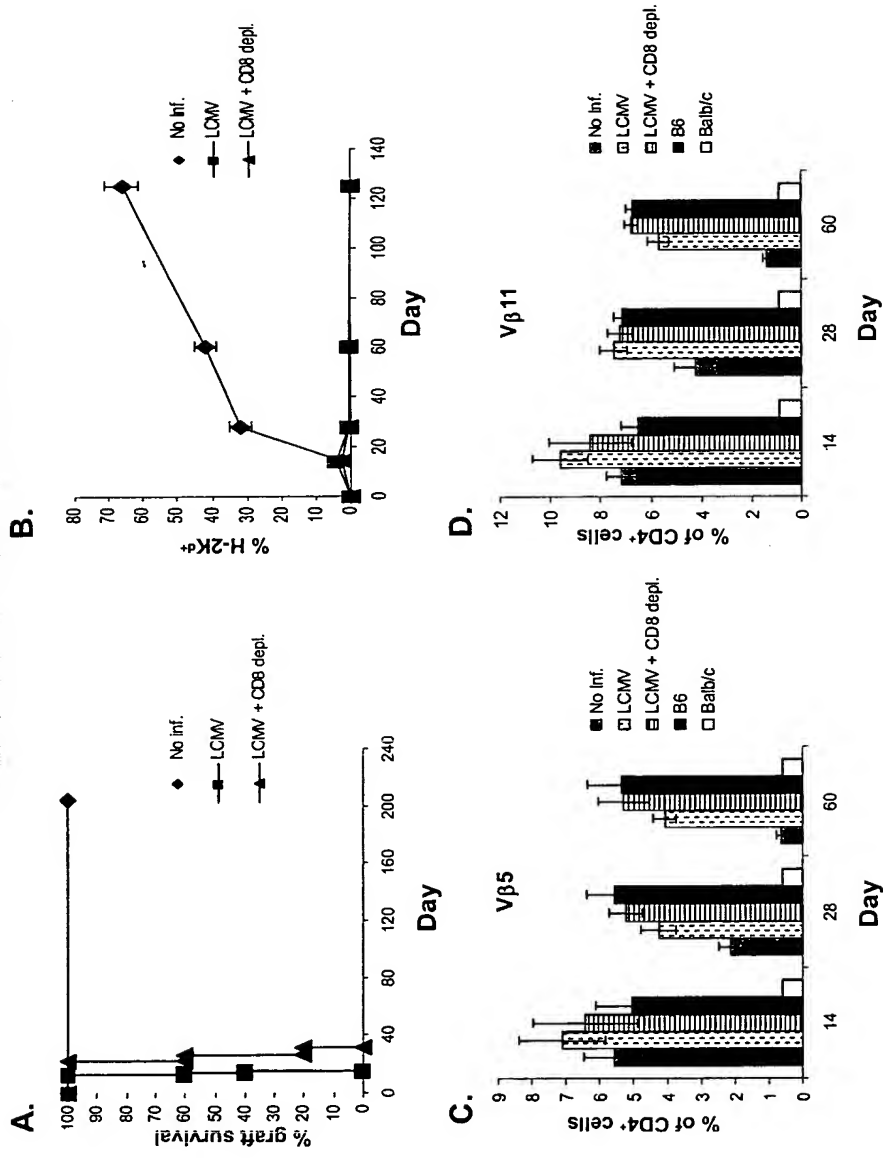 A.
% graft survival
100
90
80
70
60
50
40
30
20
10
0
0
40
80
120
160
200
240
Day
No inf.
LCMV
LCMV + CD8 depl.
B.
% H-2Kd+
80
70
60
50
40
30
20
10
0
0
20
40
60
80
100
120
140
Day
No Inf.
LCMV
LCMV + CD8 depl.
C.
Vβ5
% of CD4+ cells
9
8
7
6
5
4
3
2
1
0
14
28
60
Day
No Inf.
LCMV
LCMV + CD8 depl.
B6
Balb/c
D.
Vβ11
% of CD4+ cells
12
10
8
6
4
2
0
14
28
60
Day
No Inf.
LCMV
LCMV + CD8 depl.
B6
Balb/c